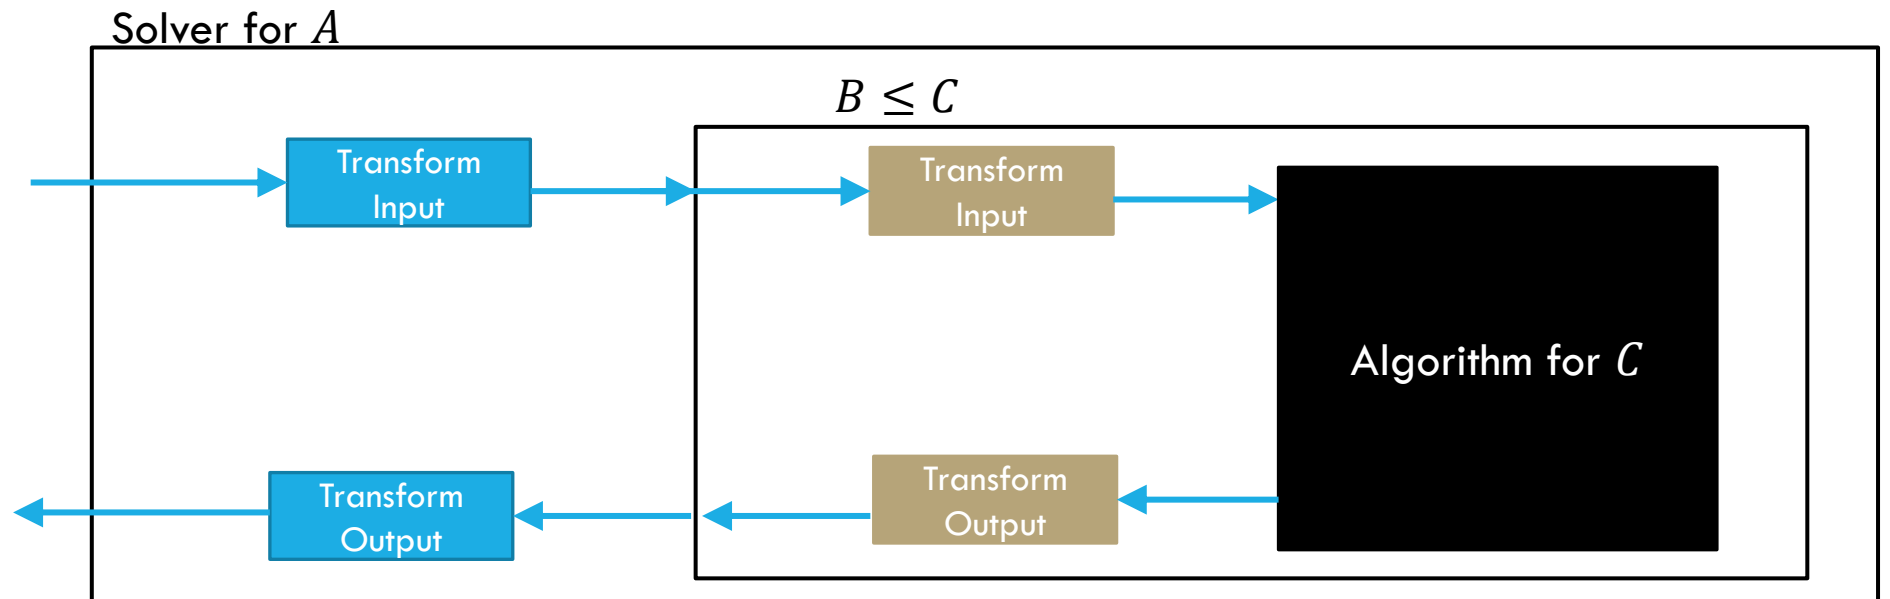 Solver for A
B ≤ C
Transform
Input
Transform
Input
Algorithm for C
Transform
Output
Transform
Output